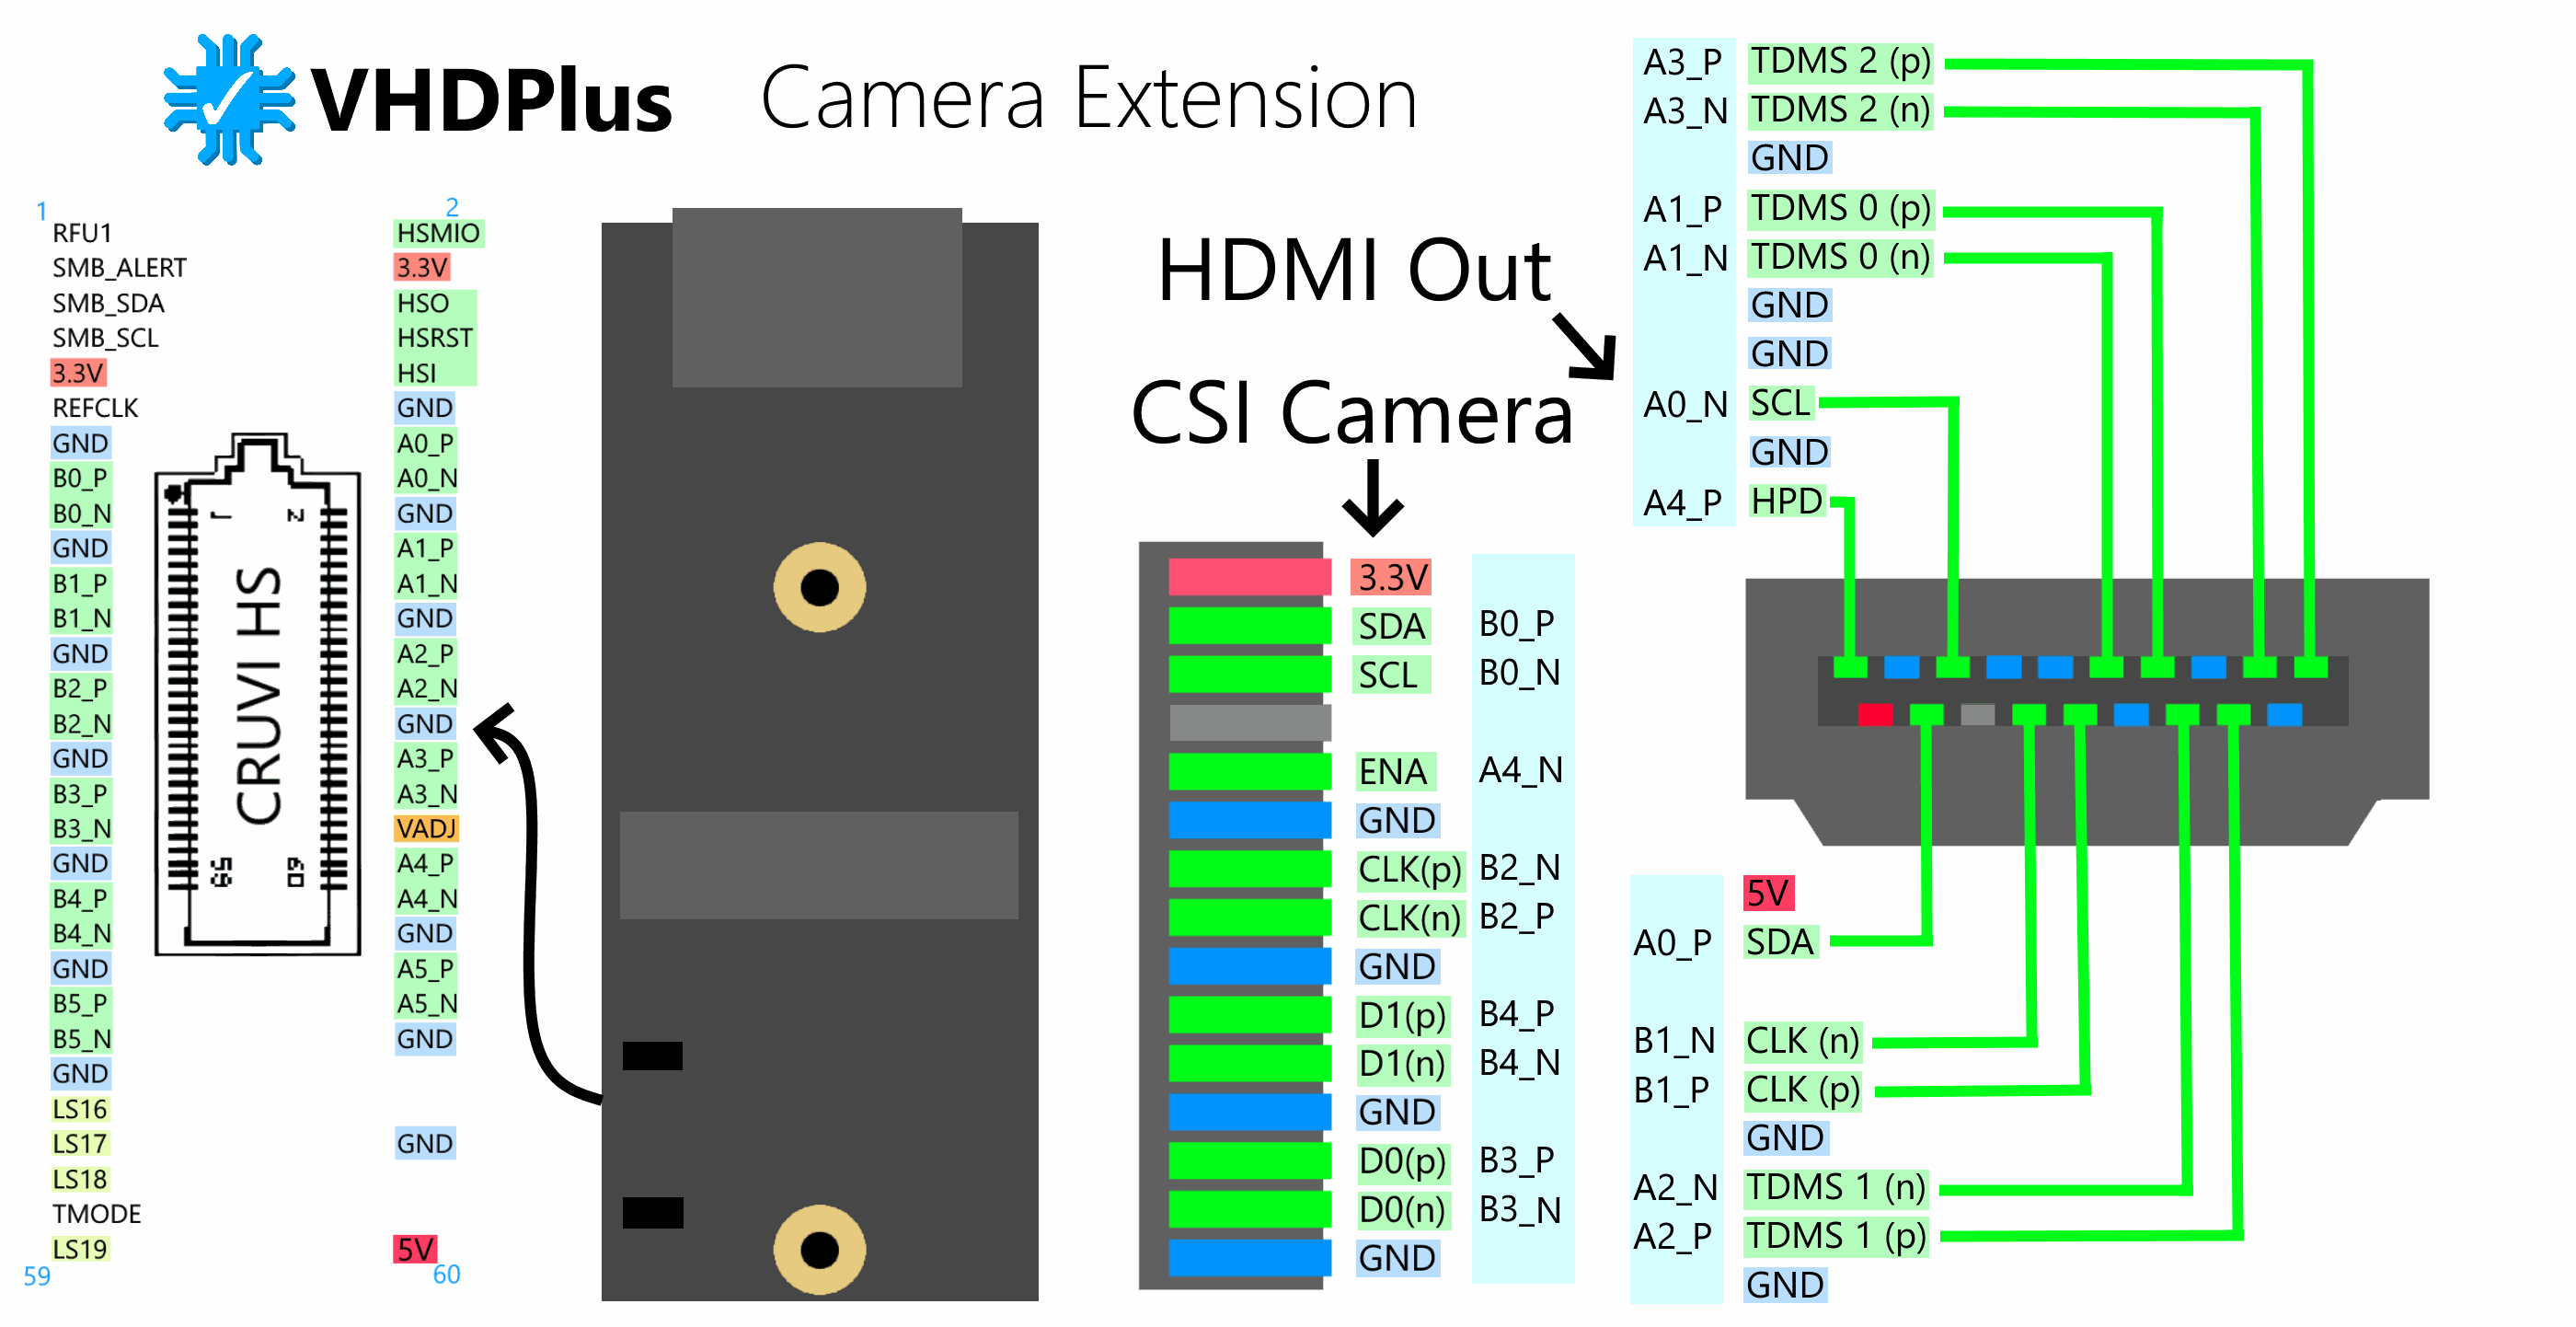 VHDPlus Camera Extension
1
RFU1
SMB_ALERT
SMB_SDA
SMB_SCL
3.3V
REFCLK
GND
B0_P
B0_N
GND
B1_P
B1_N
GND
B2_P
B2_N
GND
B3_P
B3_N
GND
B4_P
B4_N
GND
B5_P
B5_N
GND
LS16
LS17
LS18
TMODE
LS19
59
1 2
CRUVI HS
59 60
2
HSMIO
3.3V
HSO
HSRST
HSI
GND
A0_P
A0_N
GND
A1_P
A1_N
GND
A2_P
A2_N
GND
A3_P
A3_N
VADJ
A4_P
A4_N
GND
A5_P
A5_N
GND
GND
5V
60
HDMI Out
CSI Camera
3.3V
SDA B0_P
SCL B0_N
ENA A4_N
GND
CLK(p) B2_N
CLK(n) B2_P
GND
D1(p) B4_P
D1(n) B4_N
GND
D0(p) B3_P
D0(n) B3_N
GND
A3_P TDMS 2 (p)
A3_N TDMS 2 (n)
GND
A1_P TDMS 0 (p)
A1_N TDMS 0 (n)
GND
GND
A0_N SCL
GND
A4_P HPD
5V
A0_P SDA
B1_N CLK (n)
B1_P CLK (p)
GND
A2_N TDMS 1 (n)
A2_P TDMS 1 (p)
GND